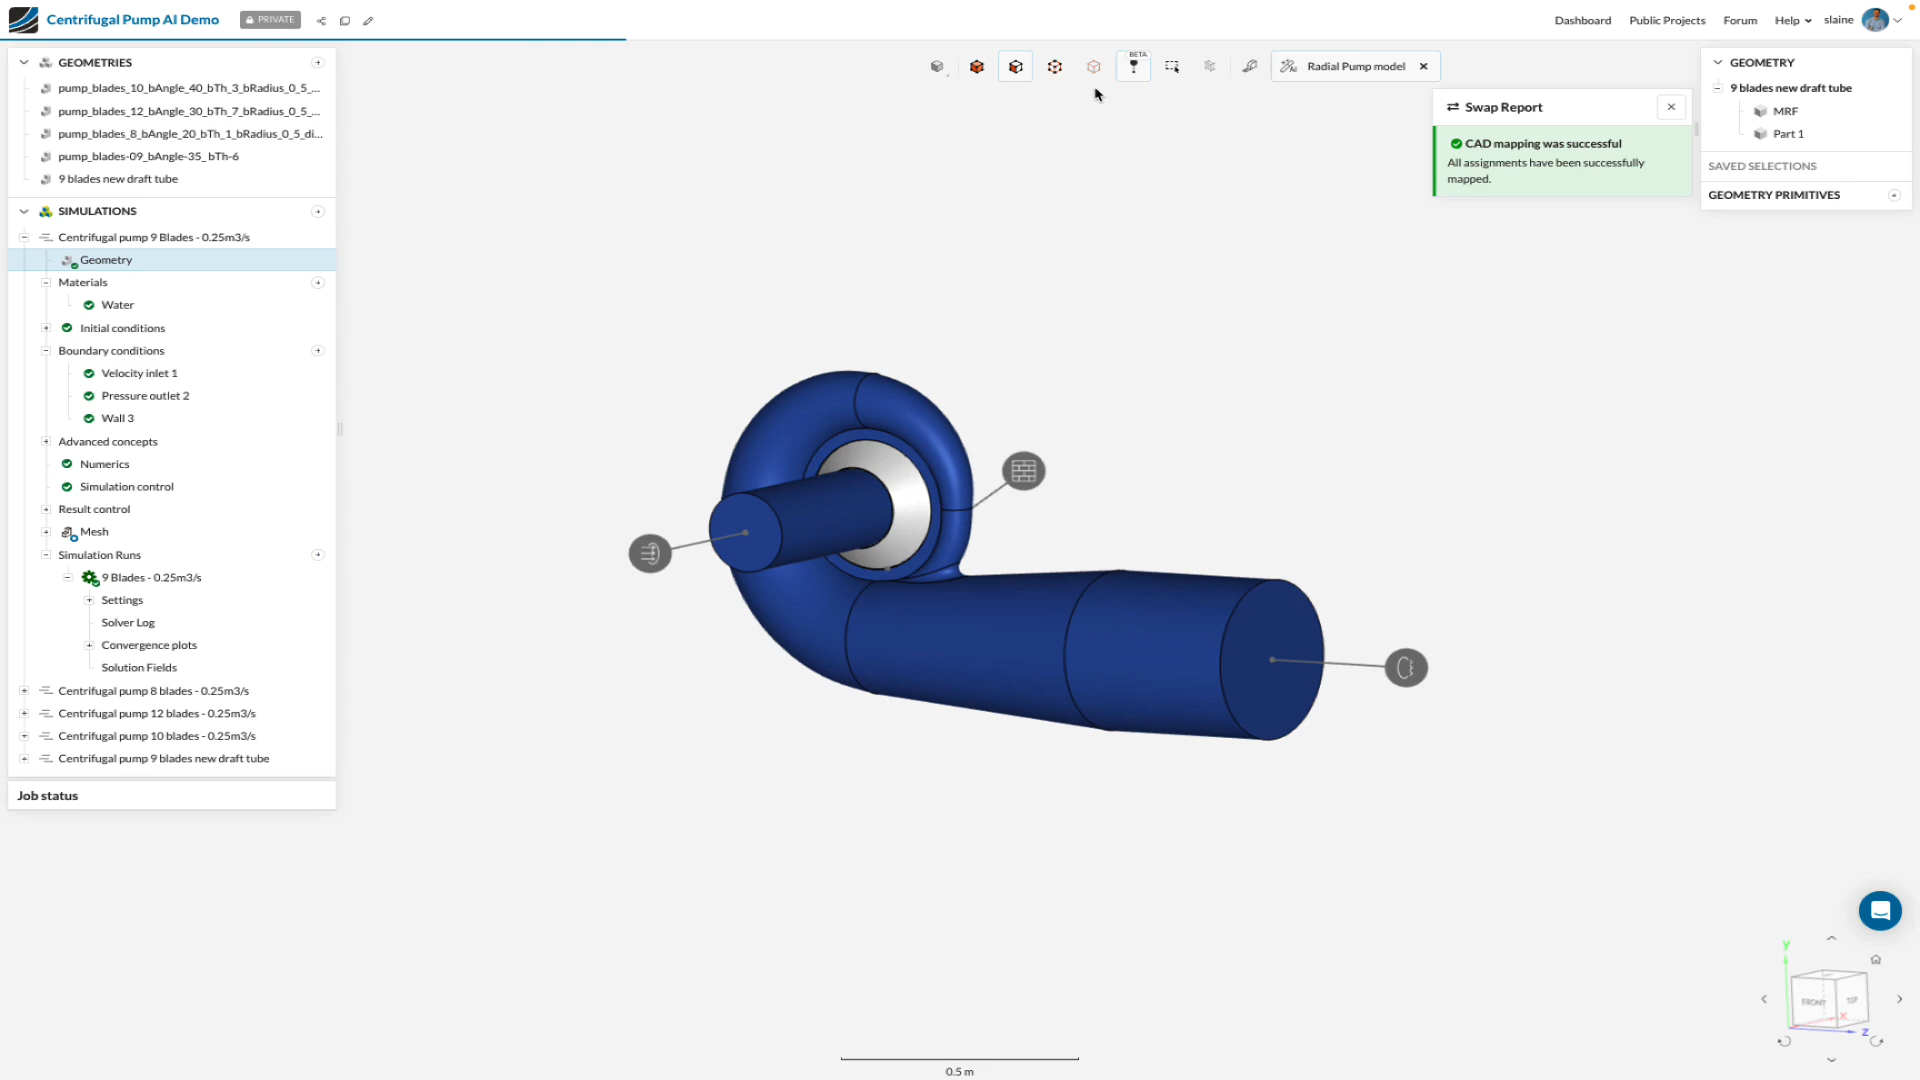 Centrifugal Pump AI Demo
PRIVATE
Dashboard
Public Projects
Forum
Help
slaine
GEOMETRIES
pump_blades_10_bAngle_40_bTh_3_bRadius_0_5_...
pump_blades_12_bAngle_30_bTh_7_bRadius_0_5_...
pump_blades_8_bAngle_20_bTh_1_bRadius_0_5_di...
pump_blades-09_bAngle-35_ bTh-6
9 blades new draft tube
SIMULATIONS
Centrifugal pump 9 Blades - 0.25m3/s
Geometry
Materials
Water
Initial conditions
Boundary conditions
Velocity inlet 1
Pressure outlet 2
Wall 3
Advanced concepts
Numerics
Simulation control
Result control
Mesh
Simulation Runs
9 Blades - 0.25m3/s
Settings
Solver Log
Convergence plots
Solution Fields
Centrifugal pump 8 blades - 0.25m3/s
Centrifugal pump 12 blades - 0.25m3/s
Centrifugal pump 10 blades - 0.25m3/s
Centrifugal pump 9 blades new draft tube
Job status
BETA
Radial Pump model
Swap Report
CAD mapping was successful
All assignments have been successfully
mapped.
GEOMETRY
9 blades new draft tube
MRF
Part 1
SAVED SELECTIONS
GEOMETRY PRIMITIVES
y
FRONT
TOP
x
z
0.5 m